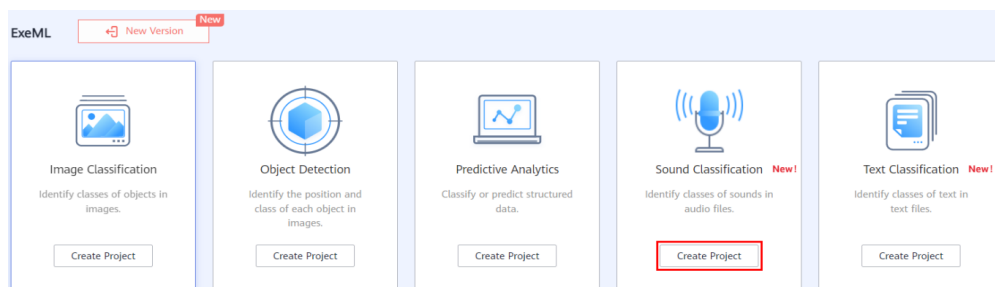 New
ExeML
New Version
Image Classification
Identify classes of objects in
images.
Create Project
Object Detection
Identify the position and
class of each object in
images.
Create Project
Predictive Analytics
Classify or predict structured
data.
Create Project
Sound Classification New!
Identify classes of sounds in
audio files.
Create Project
Text Classification New!
Identify classes of text in
text files.
Create Project